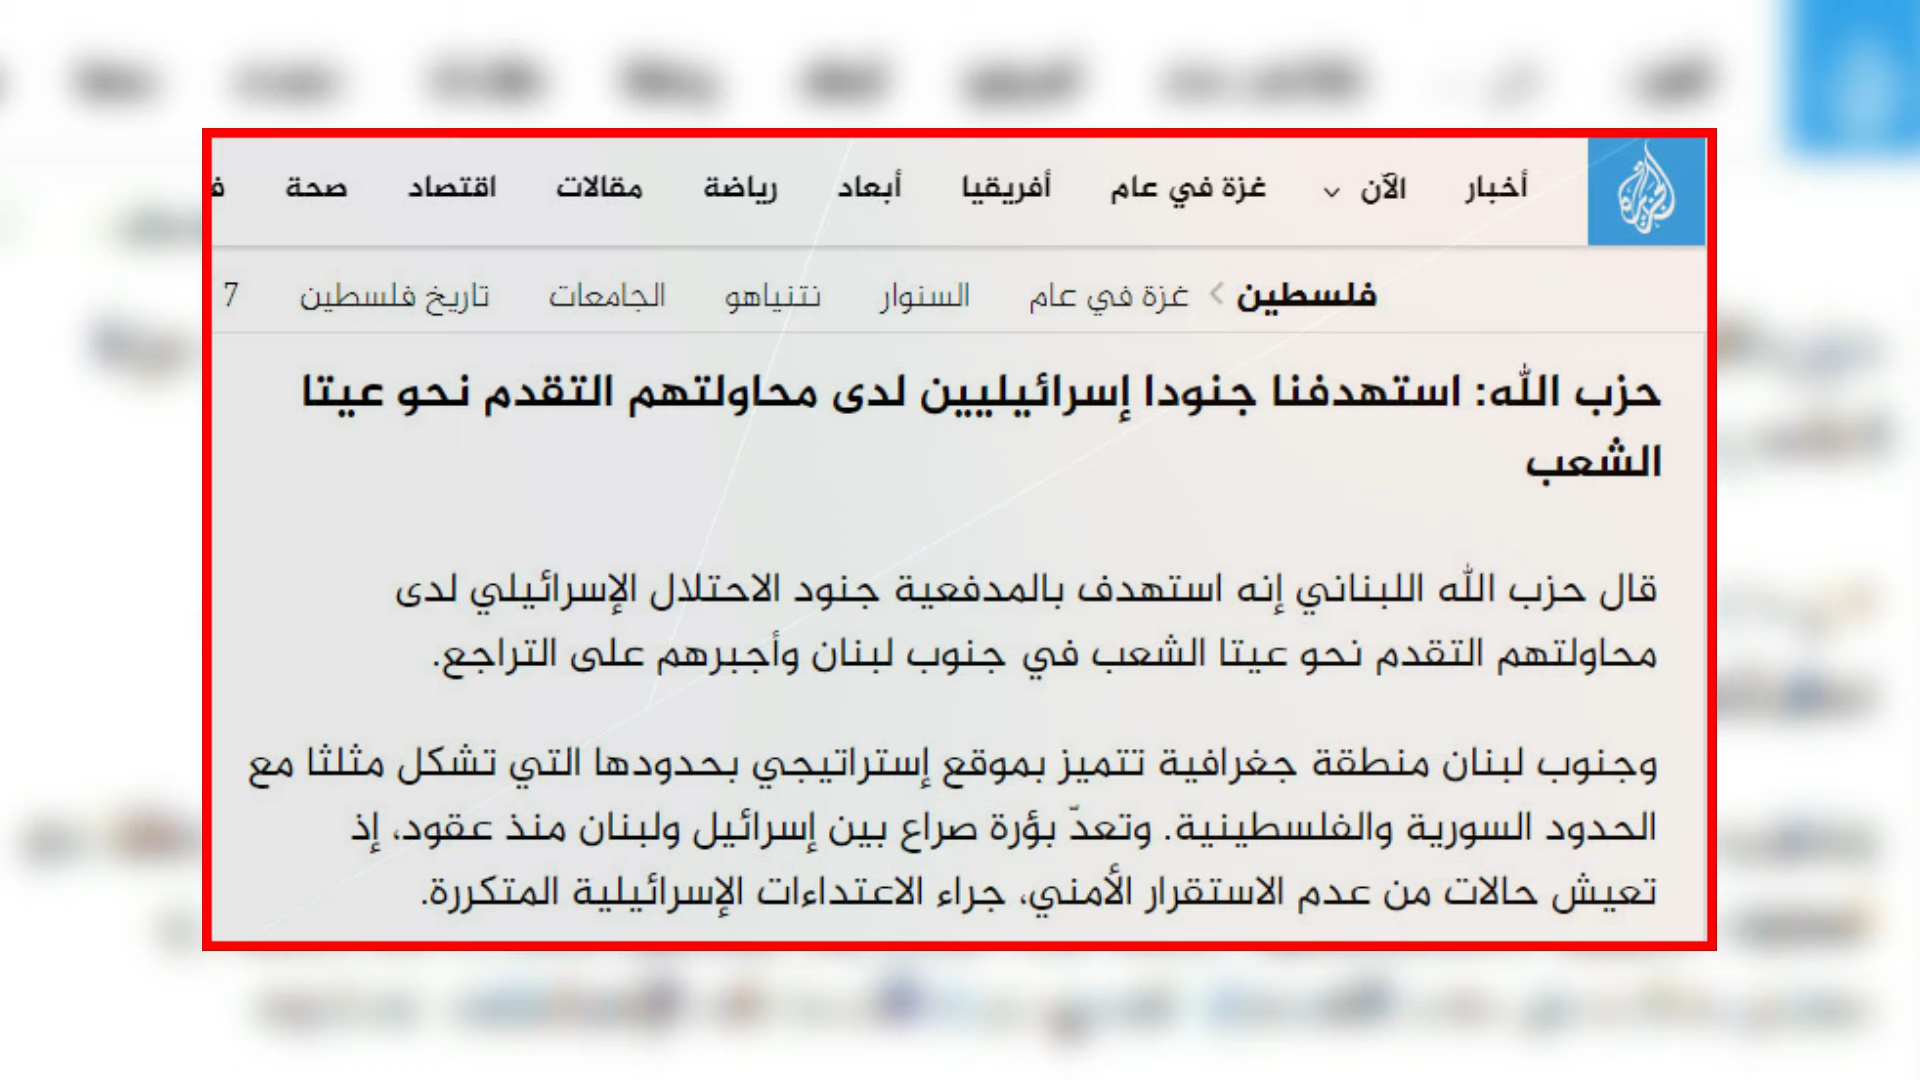 الجزيرة
أخبار الآن غزة في عام أفريقيا أبعاد رياضة مقالات اقتصاد صحة
فلسطين غزة في عام السنوار نتنياهو الجامعات تاريخ فلسطين 7
حزب الله: استهدفنا جنودا إسرائيليين لدى محاولتهم التقدم نحو عيتا
الشعب
قال حزب الله اللبناني إنه استهدف بالمدفعية جنود الاحتلال الإسرائيلي لدى
محاولتهم التقدم نحو عيتا الشعب في جنوب لبنان وأجبرهم على التراجع.
وجنوب لبنان منطقة جغرافية تتميز بموقع إستراتيجي بحدودها التي تشكل مثلثا مع
الحدود السورية والفلسطينية. وتعدّ بؤرة صراع بين إسرائيل ولبنان منذ عقود، إذ
تعيش حالات من عدم الاستقرار الأمني، جراء الاعتداءات الإسرائيلية المتكررة.